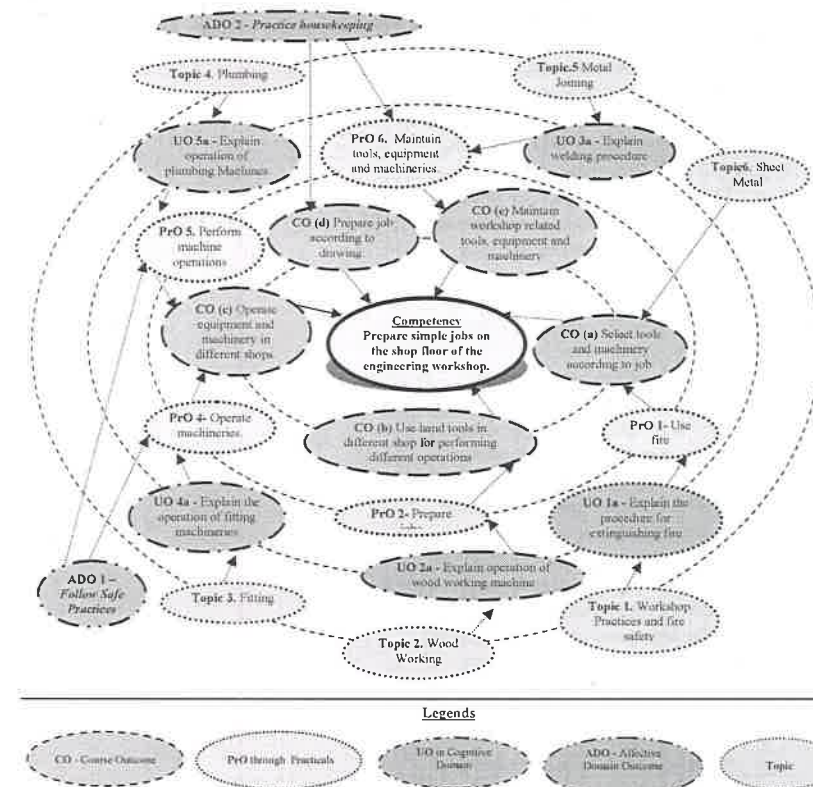 ADO 2 - Practice housekeeping
Topic 4. Plumbing
Topic.5 Metal
Joining
UO 5a - Explain
operation of
plumbing Machines
PrO 6. Maintain
tools, equipment
and machineries.
UO 3a - Explain
welding procedure
Topic6. Sheet
Metal
PrO 5. Perform
machine
operations
CO (d) Prepare job
according to
drawing
CO (e) Maintain
workshop related
tools, equipment and
machinery
CO (c) Operate
equipment and
machinery in
different shops.
Competency
Prepare simple jobs on
the shop floor of the
engineering workshop.
CO (a) Select tools
and machinery
according to job
PrO 4- Operate
machineries.
CO (b) Use hand tools in
different shop for performing
different operations
PrO 1- Use
fire
UO 4a - Explain the
operation of fitting
machineries
PrO 2- Prepare
UO 1a - Explain the
procedure for
extinguishing fire
ADO 1 –
Follow Safe
Practices
Topic 3. Fitting
UO 2a - Explain operation of
wood working machine
Topic 1. Workshop
Practices and fire
safety
Topic 2. Wood
Working
Legends
CO - Course Outcome
PrO through Practicals
UO in Cognitive
Domain
ADO - Affective
Domain Outcome
Topic